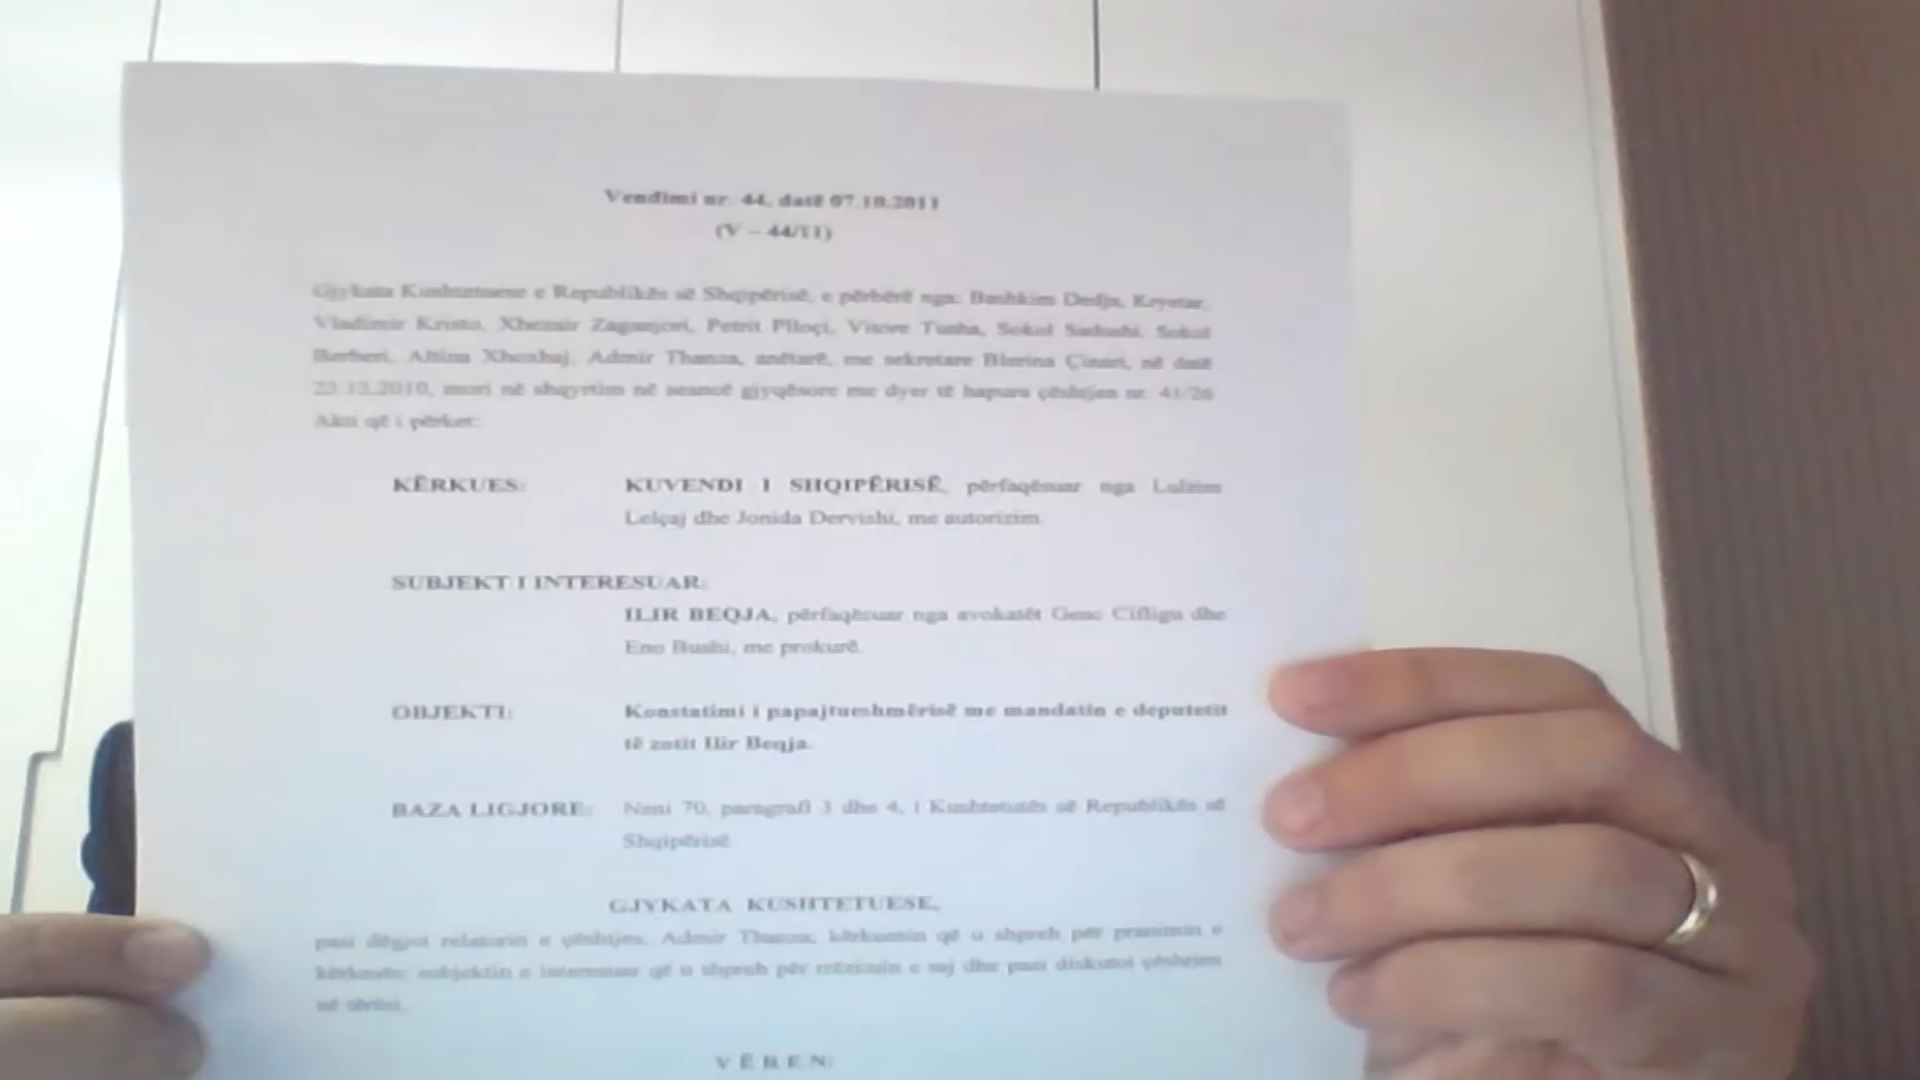 Vendimi nr. 44, datë 07.10.2011
(V – 44/11)
Gjykata Kushtetuese e Republikës së Shqipërisë, e përbërë nga: Bashkim Dedja, Kryetar,
Vladimir Kristo, Xhezair Zaganjori, Petrit Plloçi, Vitore Tusha, Sokol Sadushi, Sokol
Berberi, Altina Xhoxhaj, Admir Thanza, anëtarë, me sekretare Blerina Çinari, në datë
23.12.2010, mori në shqyrtim në seancë gjyqësore me dyer të hapura çështjen nr. 41/26
Akti që i përket:
KËRKUES: KUVENDI I SHQIPËRISË, përfaqësuar nga Lulzim
Lelçaj dhe Jonida Dervishi, me autorizim.
SUBJEKT I INTERESUAR:
ILIR BEQJA, përfaqësuar nga avokatët Genc Cifligu dhe
Eno Bushi, me prokurë.
OBJEKTI: Konstatimi i papajtueshmërisë me mandatin e deputetit
të zotit Ilir Beqja.
BAZA LIGJORE: Neni 70, paragrafi 3 dhe 4, i Kushtetutës së Republikës së
Shqipërisë.
GJYKATA KUSHTETUESE,
pasi dëgjoi relatorin e çështjes, Admir Thanza; kërkuesin që u shpreh për pranimin e
kërkesës; subjektin e interesuar që u shpreh për rrëzimin e saj dhe pasi diskutoi çështjen
në tërësi,
V Ë R E N: